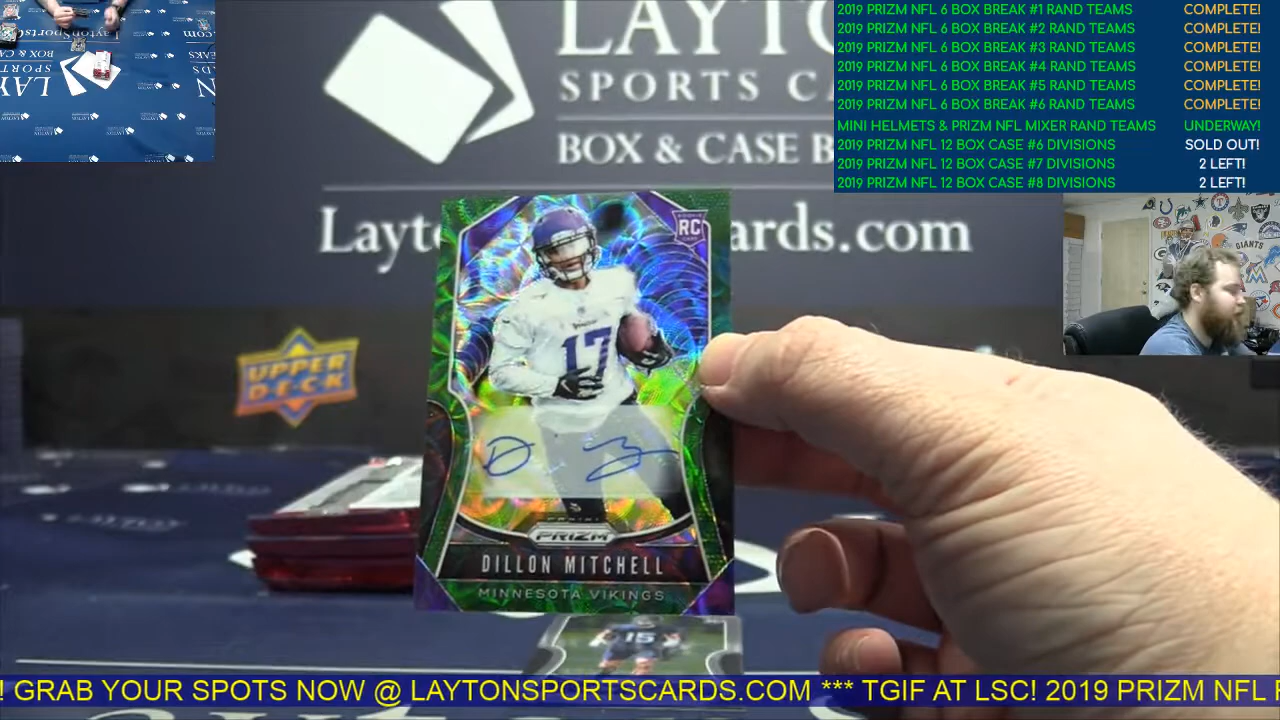 LAYTO
SPORTS CA
BOX & CASE B
Layto ards.com
2019 PRIZM NFL 6 BOX BREAK #1 RAND TEAMS COMPLETE!
2019 PRIZM NFL 6 BOX BREAK #2 RAND TEAMS COMPLETE!
2019 PRIZM NFL 6 BOX BREAK #3 RAND TEAMS COMPLETE!
2019 PRIZM NFL 6 BOX BREAK #4 RAND TEAMS COMPLETE!
2019 PRIZM NFL 6 BOX BREAK #5 RAND TEAMS COMPLETE!
2019 PRIZM NFL 6 BOX BREAK #6 RAND TEAMS COMPLETE!
MINI HELMETS & PRIZM NFL MIXER RAND TEAMS UNDERWAY!
2019 PRIZM NFL 12 BOX CASE #6 DIVISIONS SOLD OUT!
2019 PRIZM NFL 12 BOX CASE #7 DIVISIONS 2 LEFT!
2019 PRIZM NFL 12 BOX CASE #8 DIVISIONS 2 LEFT!
RC
GIANTS
UPPER
DECK
17
PANINI
PRIZM
DILLON MITCHELL
MINNESOTA VIKINGS
15
! GRAB YOUR SPOTS NOW @ LAYTONSPORTSCARDS.COM *** TGIF AT LSC! 2019 PRIZM NFL